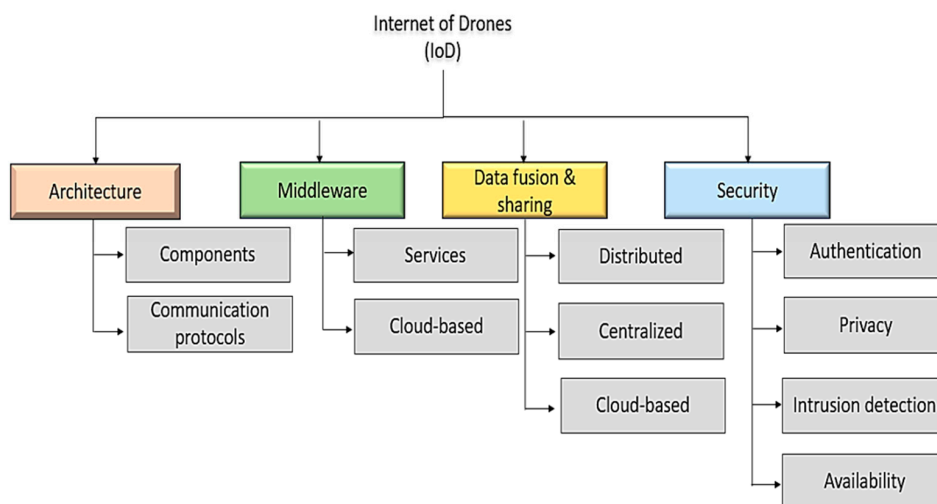 Internet of Drones
(IoD)
Architecture
Middleware
Data fusion &
sharing
Security
Components
Communication
protocols
Services
Cloud-based
Distributed
Centralized
Cloud-based
Authentication
Privacy
Intrusion detection
Availability